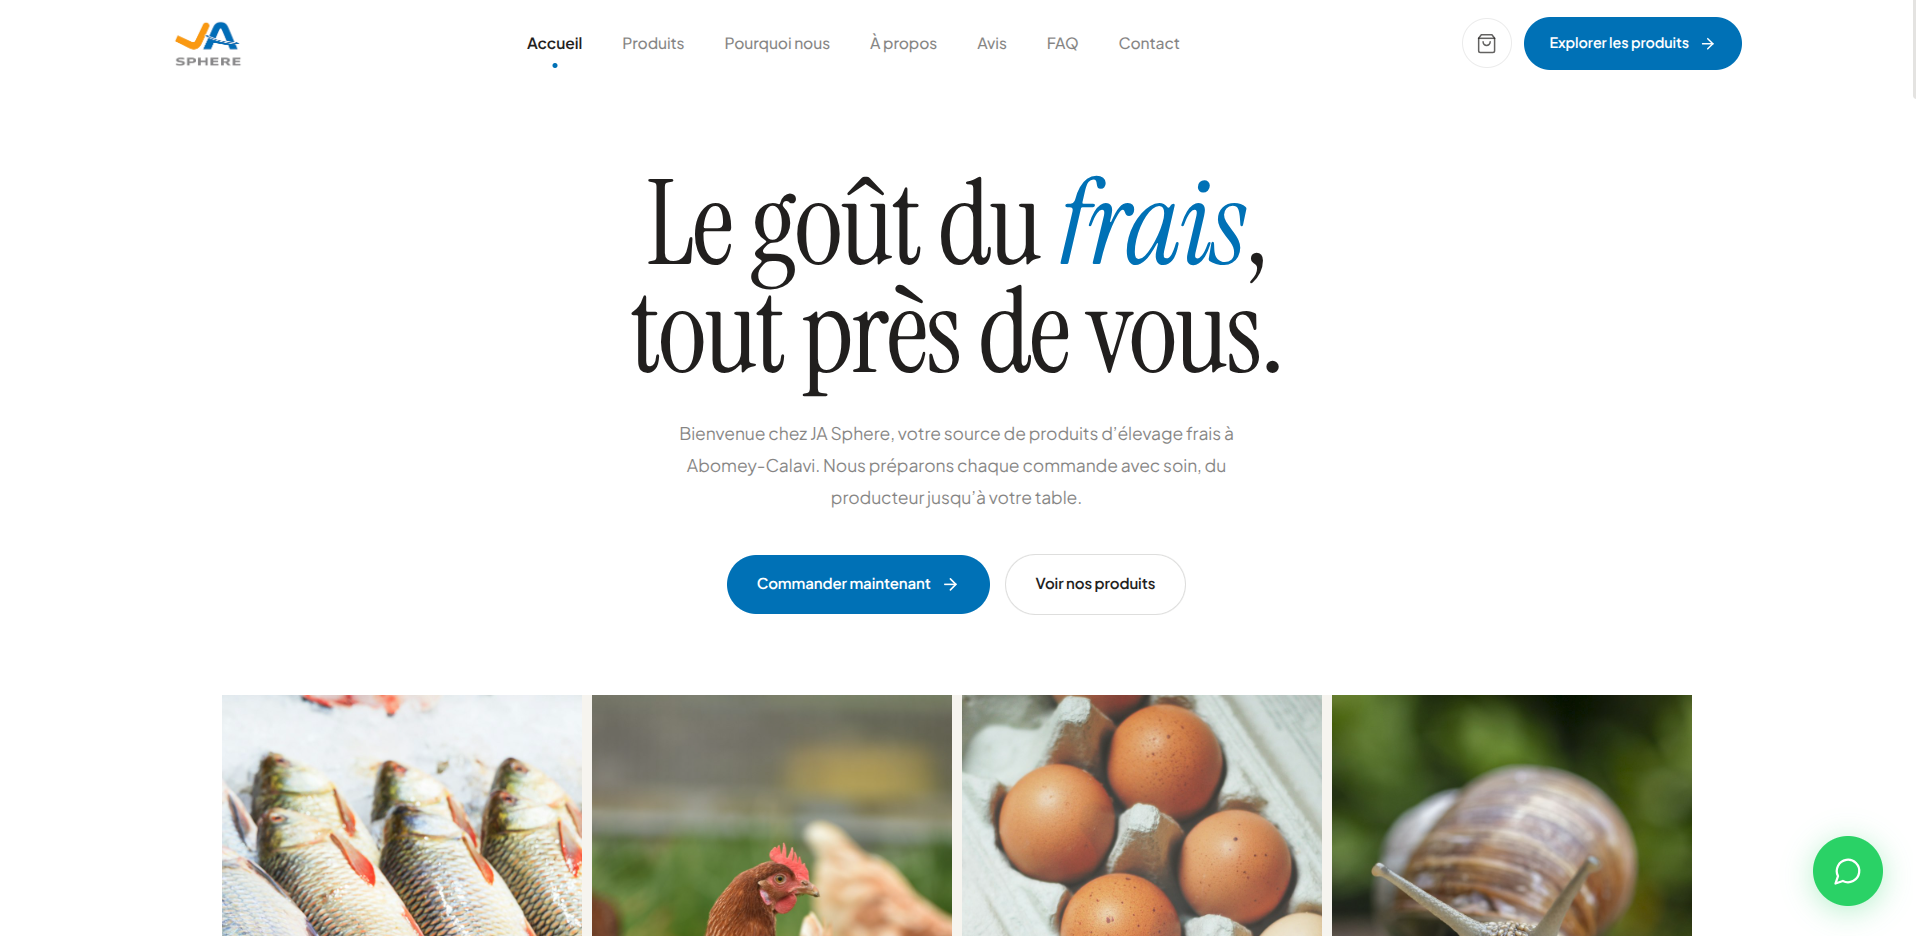 JA
SPHERE
Accueil
Produits
Pourquoi nous
À propos
Avis
FAQ
Contact
Explorer les produits
Le goût du frais,
tout près de vous.
Bienvenue chez JA Sphere, votre source de produits d’élevage frais à
Abomey-Calavi. Nous préparons chaque commande avec soin, du
producteur jusqu’à votre table.
Commander maintenant
Voir nos produits